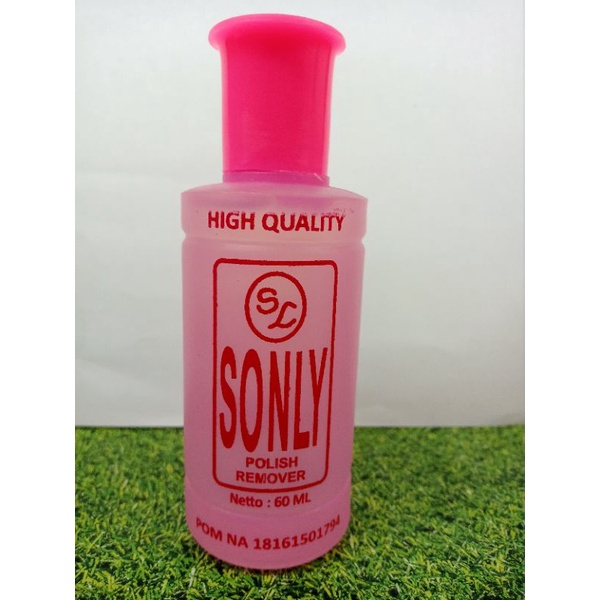 HIGH QUALITY
SL
SONLY
POLISH
REMOVER
Netto : 60 ML
POM NA 18161501794